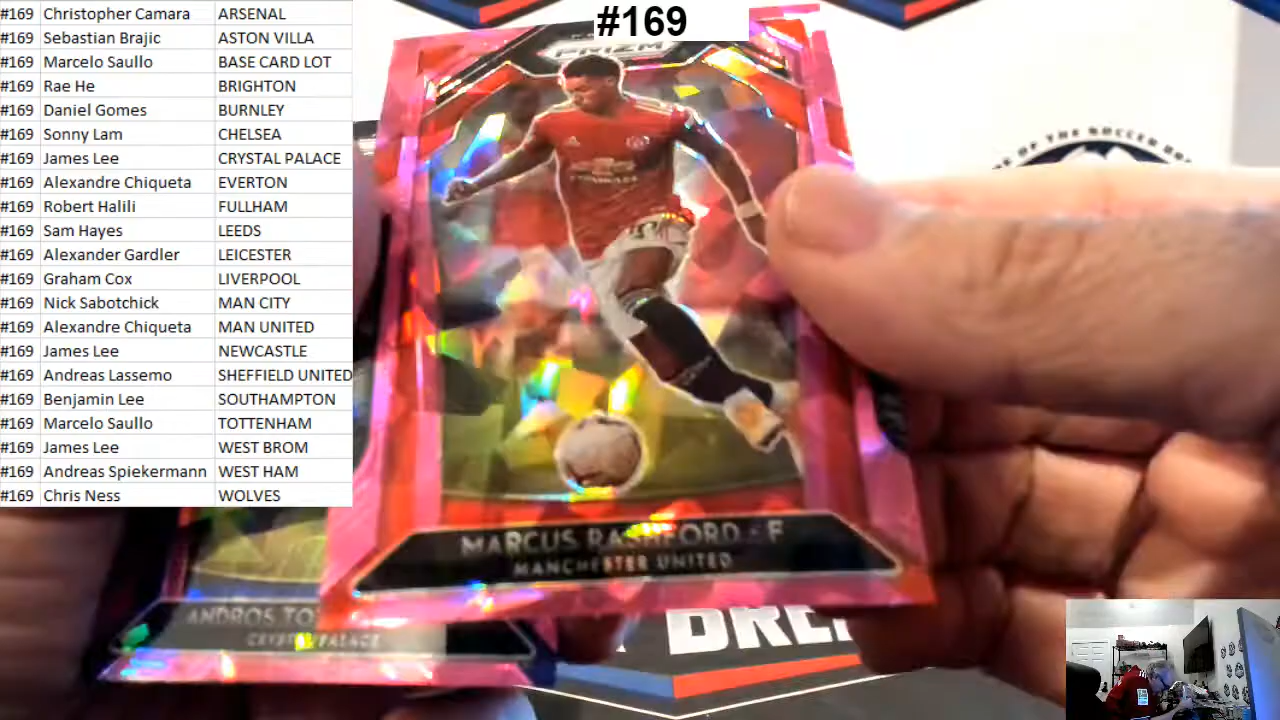 #169 Christopher Camara ARSENAL
#169 Sebastian Brajic ASTON VILLA
#169 Marcelo Saullo BASE CARD LOT
#169 Rae He BRIGHTON
#169 Daniel Gomes BURNLEY
#169 Sonny Lam CHELSEA
#169 James Lee CRYSTAL PALACE
#169 Alexandre Chiqueta EVERTON
#169 Robert Halili FULLHAM
#169 Sam Hayes LEEDS
#169 Alexander Gardler LEICESTER
#169 Graham Cox LIVERPOOL
#169 Nick Sabotchick MAN CITY
#169 Alexandre Chiqueta MAN UNITED
#169 James Lee NEWCASTLE
#169 Andreas Lassemo SHEFFIELD UNITED
#169 Benjamin Lee SOUTHAMPTON
#169 Marcelo Saullo TOTTENHAM
#169 James Lee WEST BROM
#169 Andreas Spiekermann WEST HAM
#169 Chris Ness WOLVES
#169
PRIZM
OF THE SOCCER
MARCUS RASHFORD - F
MANCHESTER UNITED
ANDROS TO
CRYSTAL PALACE